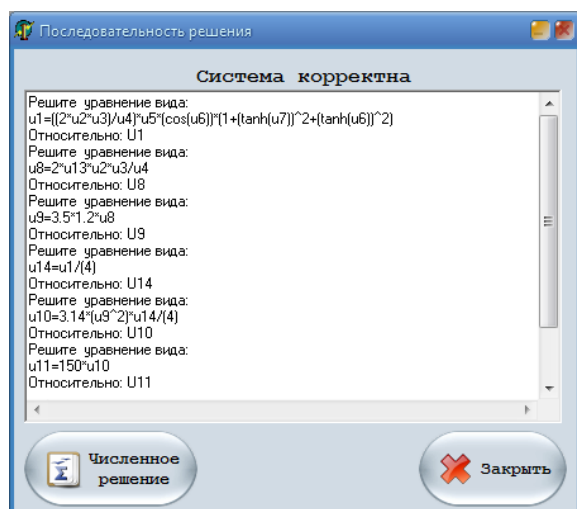 Последовательность решения
Система корректна
Решите уравнение вида:
u1=((2*u2*u3)/u4)*u5*(cos(u6))*(1+(tanh(u7))^2+(tanh(u6))^2)
Относительно: U1
Решите уравнение вида:
u8=2*u13*u2*u3/u4
Относительно: U8
Решите уравнение вида:
u9=3.5*1.2*u8
Относительно: U9
Решите уравнение вида:
u14=u1/(4)
Относительно: U14
Решите уравнение вида:
u10=3.14*(u9^2)*u14/(4)
Относительно: U10
Решите уравнение вида:
u11=150*u10
Относительно: U11
Численное
решение
Закрыть